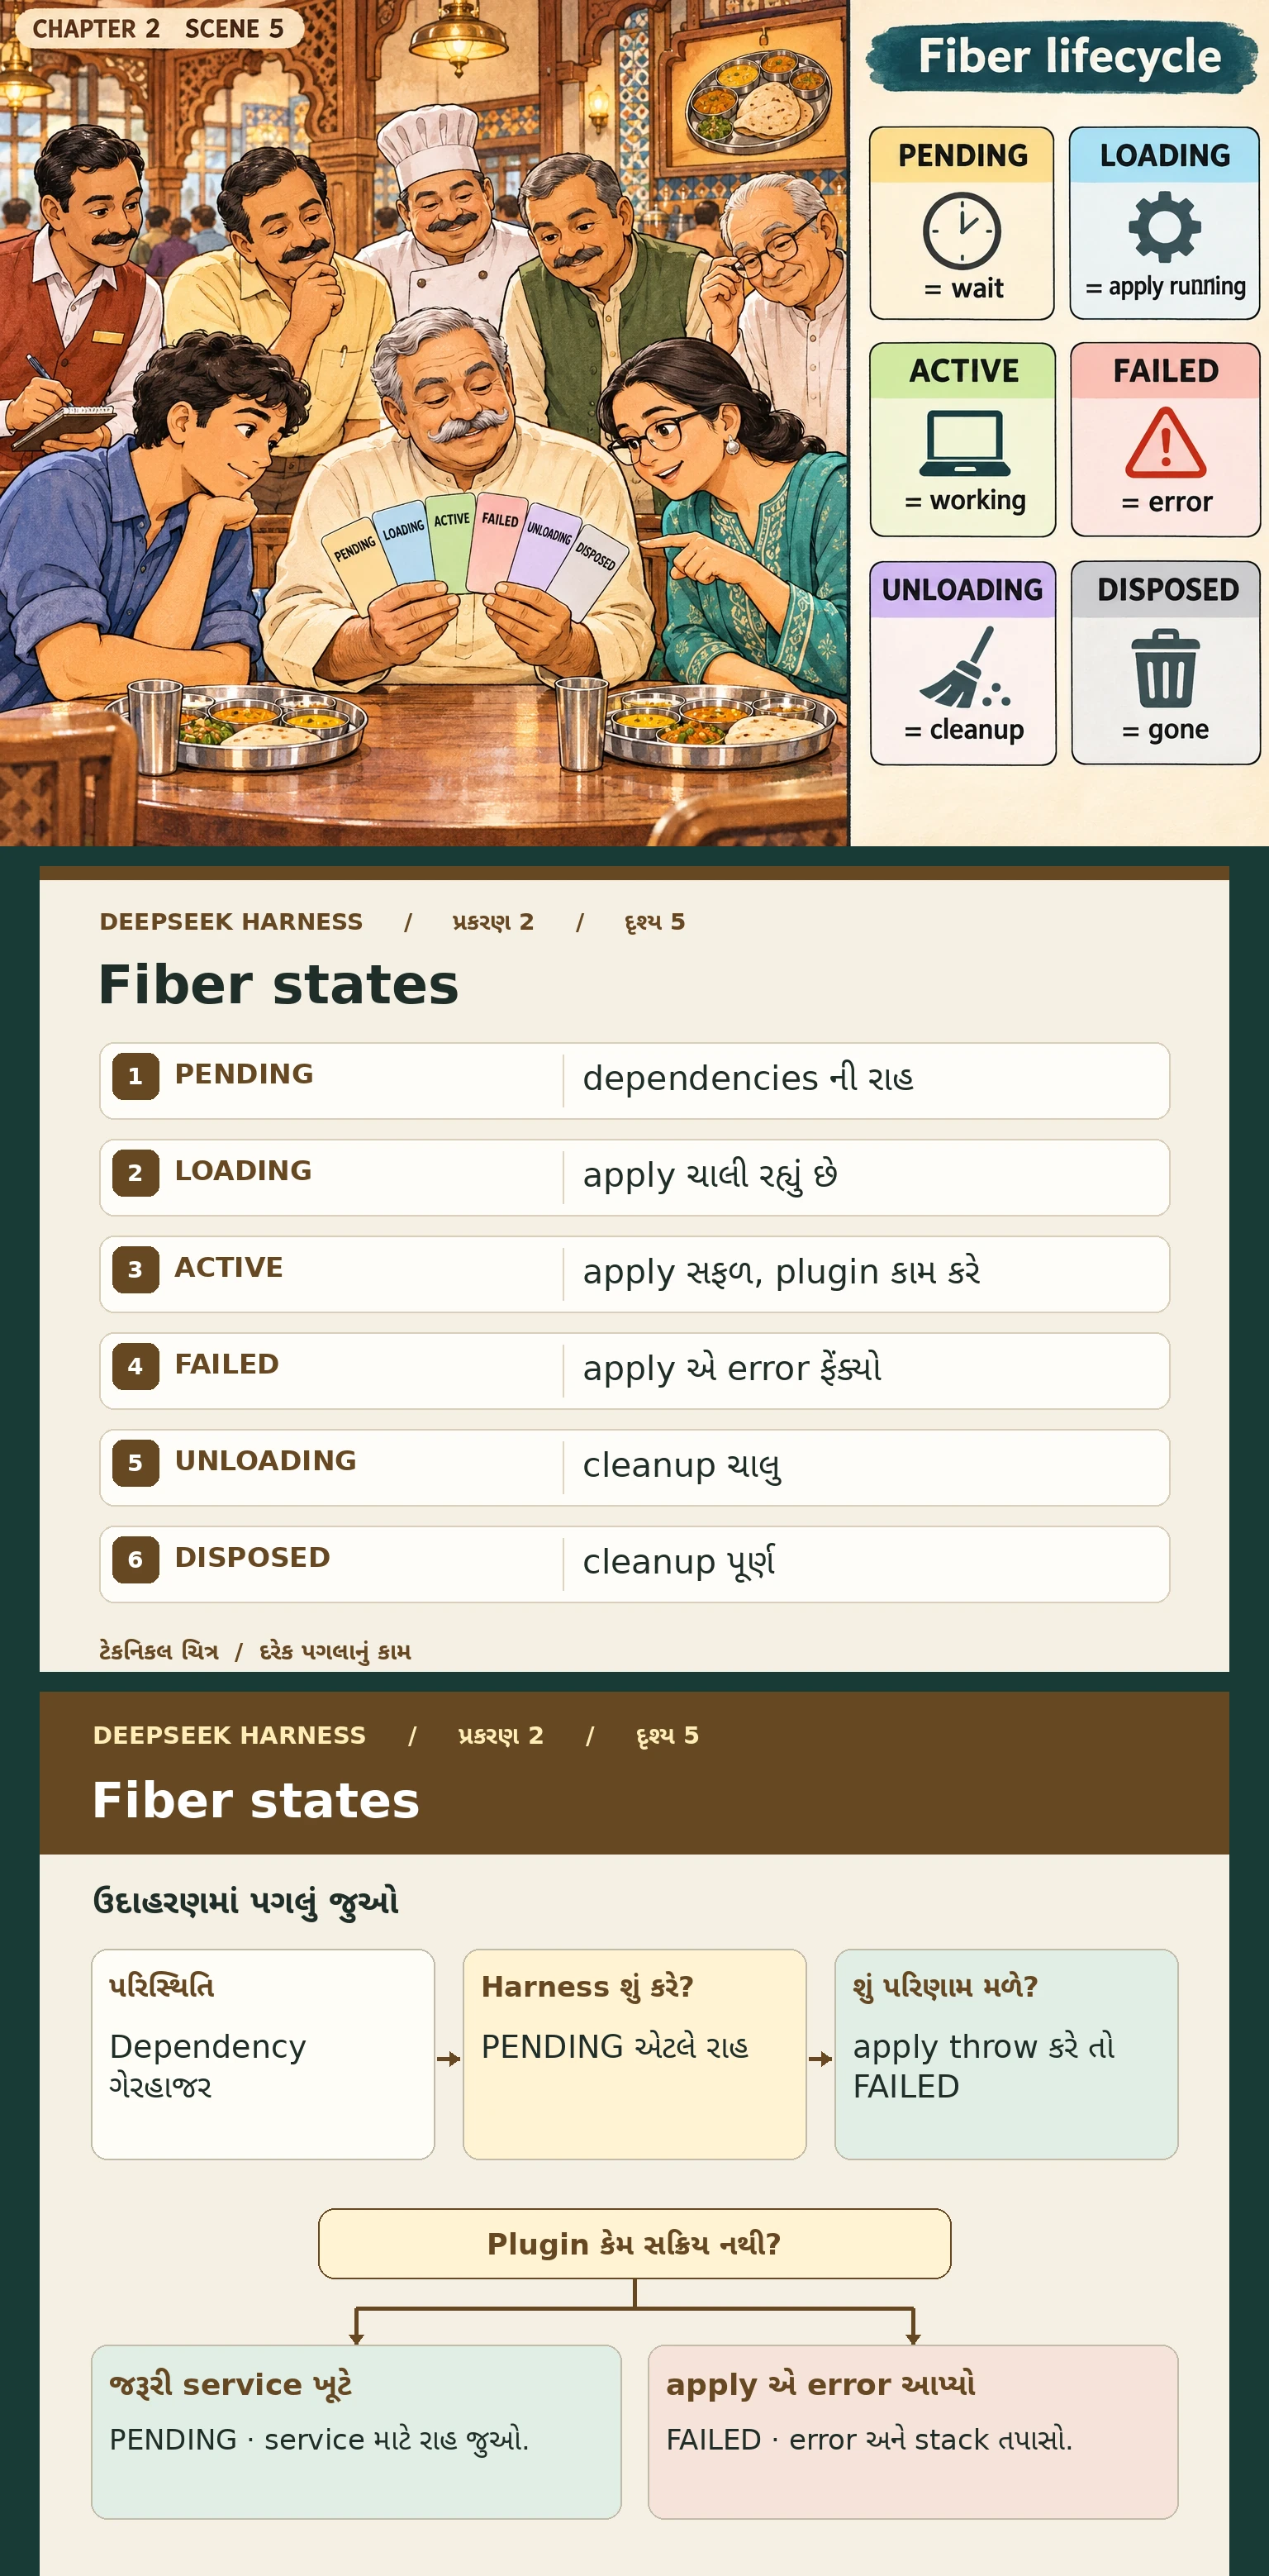 CHAPTER 2 SCENE 5
PENDING
LOADING
ACTIVE
FAILED
UNLOADING
DISPOSED
Fiber lifecycle
PENDING
= wait
LOADING
= apply running
ACTIVE
= working
FAILED
= error
UNLOADING
= cleanup
DISPOSED
= gone
DEEPSEEK HARNESS / પ્રકરણ 2 / દૃશ્ય 5
Fiber states
1 PENDING dependencies ની રાહ
2 LOADING apply ચાલી રહ્યું છે
3 ACTIVE apply સફળ, plugin કામ કરે
4 FAILED apply એ error ફેંક્યો
5 UNLOADING cleanup ચાલુ
6 DISPOSED cleanup પૂર્ણ
ટેકનિકલ ચિત્ર / દરેક પગલાનું કામ
DEEPSEEK HARNESS / પ્રકરણ 2 / દૃશ્ય 5
Fiber states
ઉદાહરણમાં પગલું જુઓ
પરિસ્થિતિ
Dependency
ગેરહાજર
Harness શું કરે?
PENDING એટલે રાહ
શું પરિણામ મળે?
apply throw કરે તો
FAILED
Plugin કેમ સક્રિય નથી?
જરૂરી service ખૂટે
PENDING · service માટે રાહ જુઓ.
apply એ error આપ્યો
FAILED · error અને stack તપાસો.